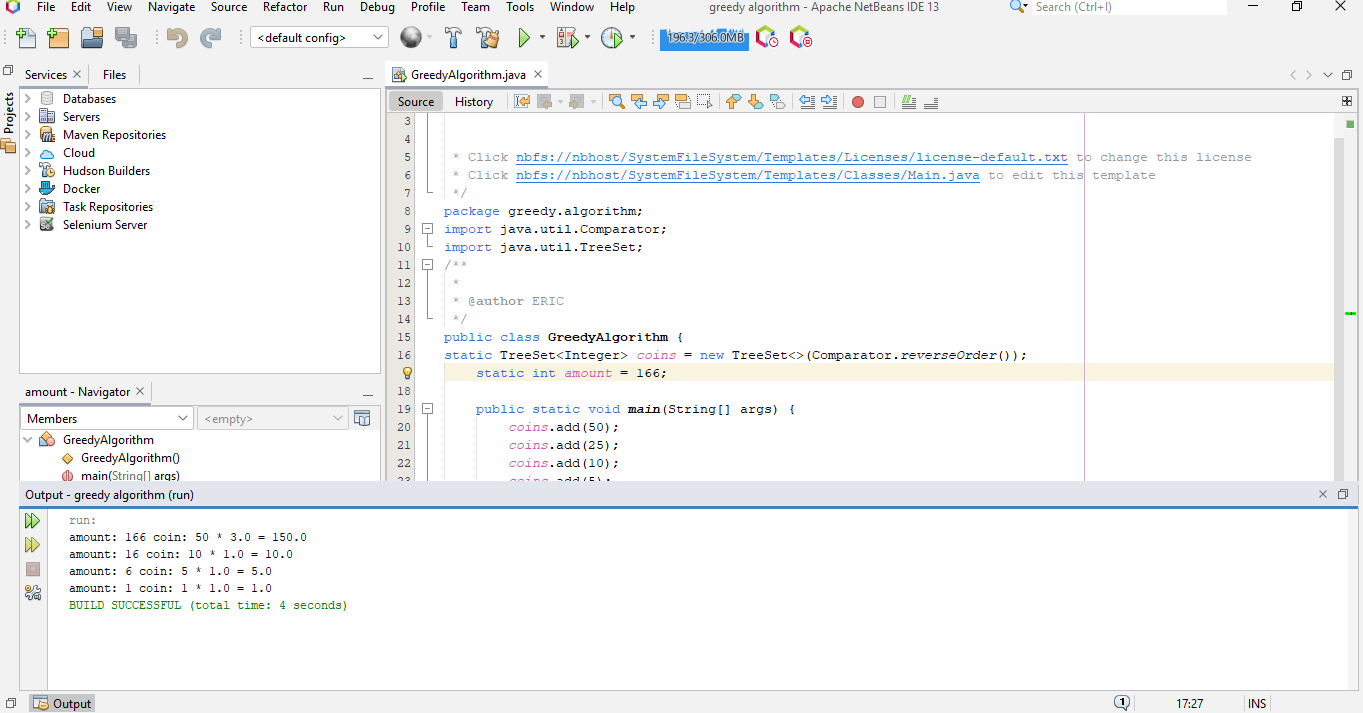 File Edit View Navigate Source Refactor Run Debug Profile Team Tools Window Help greedy algorithm - Apache NetBeans IDE 13 Search (Ctrl+I)
<default config> 196.3/306.0MB
Services Files
GreedyAlgorithm.java
Projects
Source History
Databases
Servers
Maven Repositories
Cloud
Hudson Builders
Docker
Task Repositories
Selenium Server
3
4
5 * Click nbfs://nbhost/SystemFileSystem/Templates/Licenses/license-default.txt to change this license
6 * Click nbfs://nbhost/SystemFileSystem/Templates/Classes/Main.java to edit this template
7 */
8 package greedy.algorithm;
9 import java.util.Comparator;
10 import java.util.TreeSet;
11 /**
12 *
13 * @author ERIC
14 */
15 public class GreedyAlgorithm {
16 static TreeSet<Integer> coins = new TreeSet<>(Comparator.reverseOrder());
static int amount = 166;
18
19 public static void main(String[] args) {
20 coins.add(50);
21 coins.add(25);
22 coins.add(10);
23 coins.add(5);
amount - Navigator
Members <empty>
GreedyAlgorithm
GreedyAlgorithm()
main(String[] args)
Output - greedy algorithm (run)
run:
amount: 166 coin: 50 * 3.0 = 150.0
amount: 16 coin: 10 * 1.0 = 10.0
amount: 6 coin: 5 * 1.0 = 5.0
amount: 1 coin: 1 * 1.0 = 1.0
BUILD SUCCESSFUL (total time: 4 seconds)
Output 1 17:27 INS